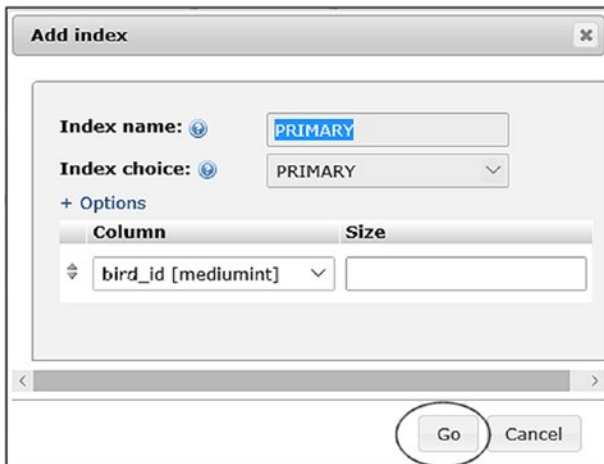 Add index
Index name: PRIMARY
Index choice: PRIMARY
+ Options
Column Size
bird_id [mediumint]
Go Cancel